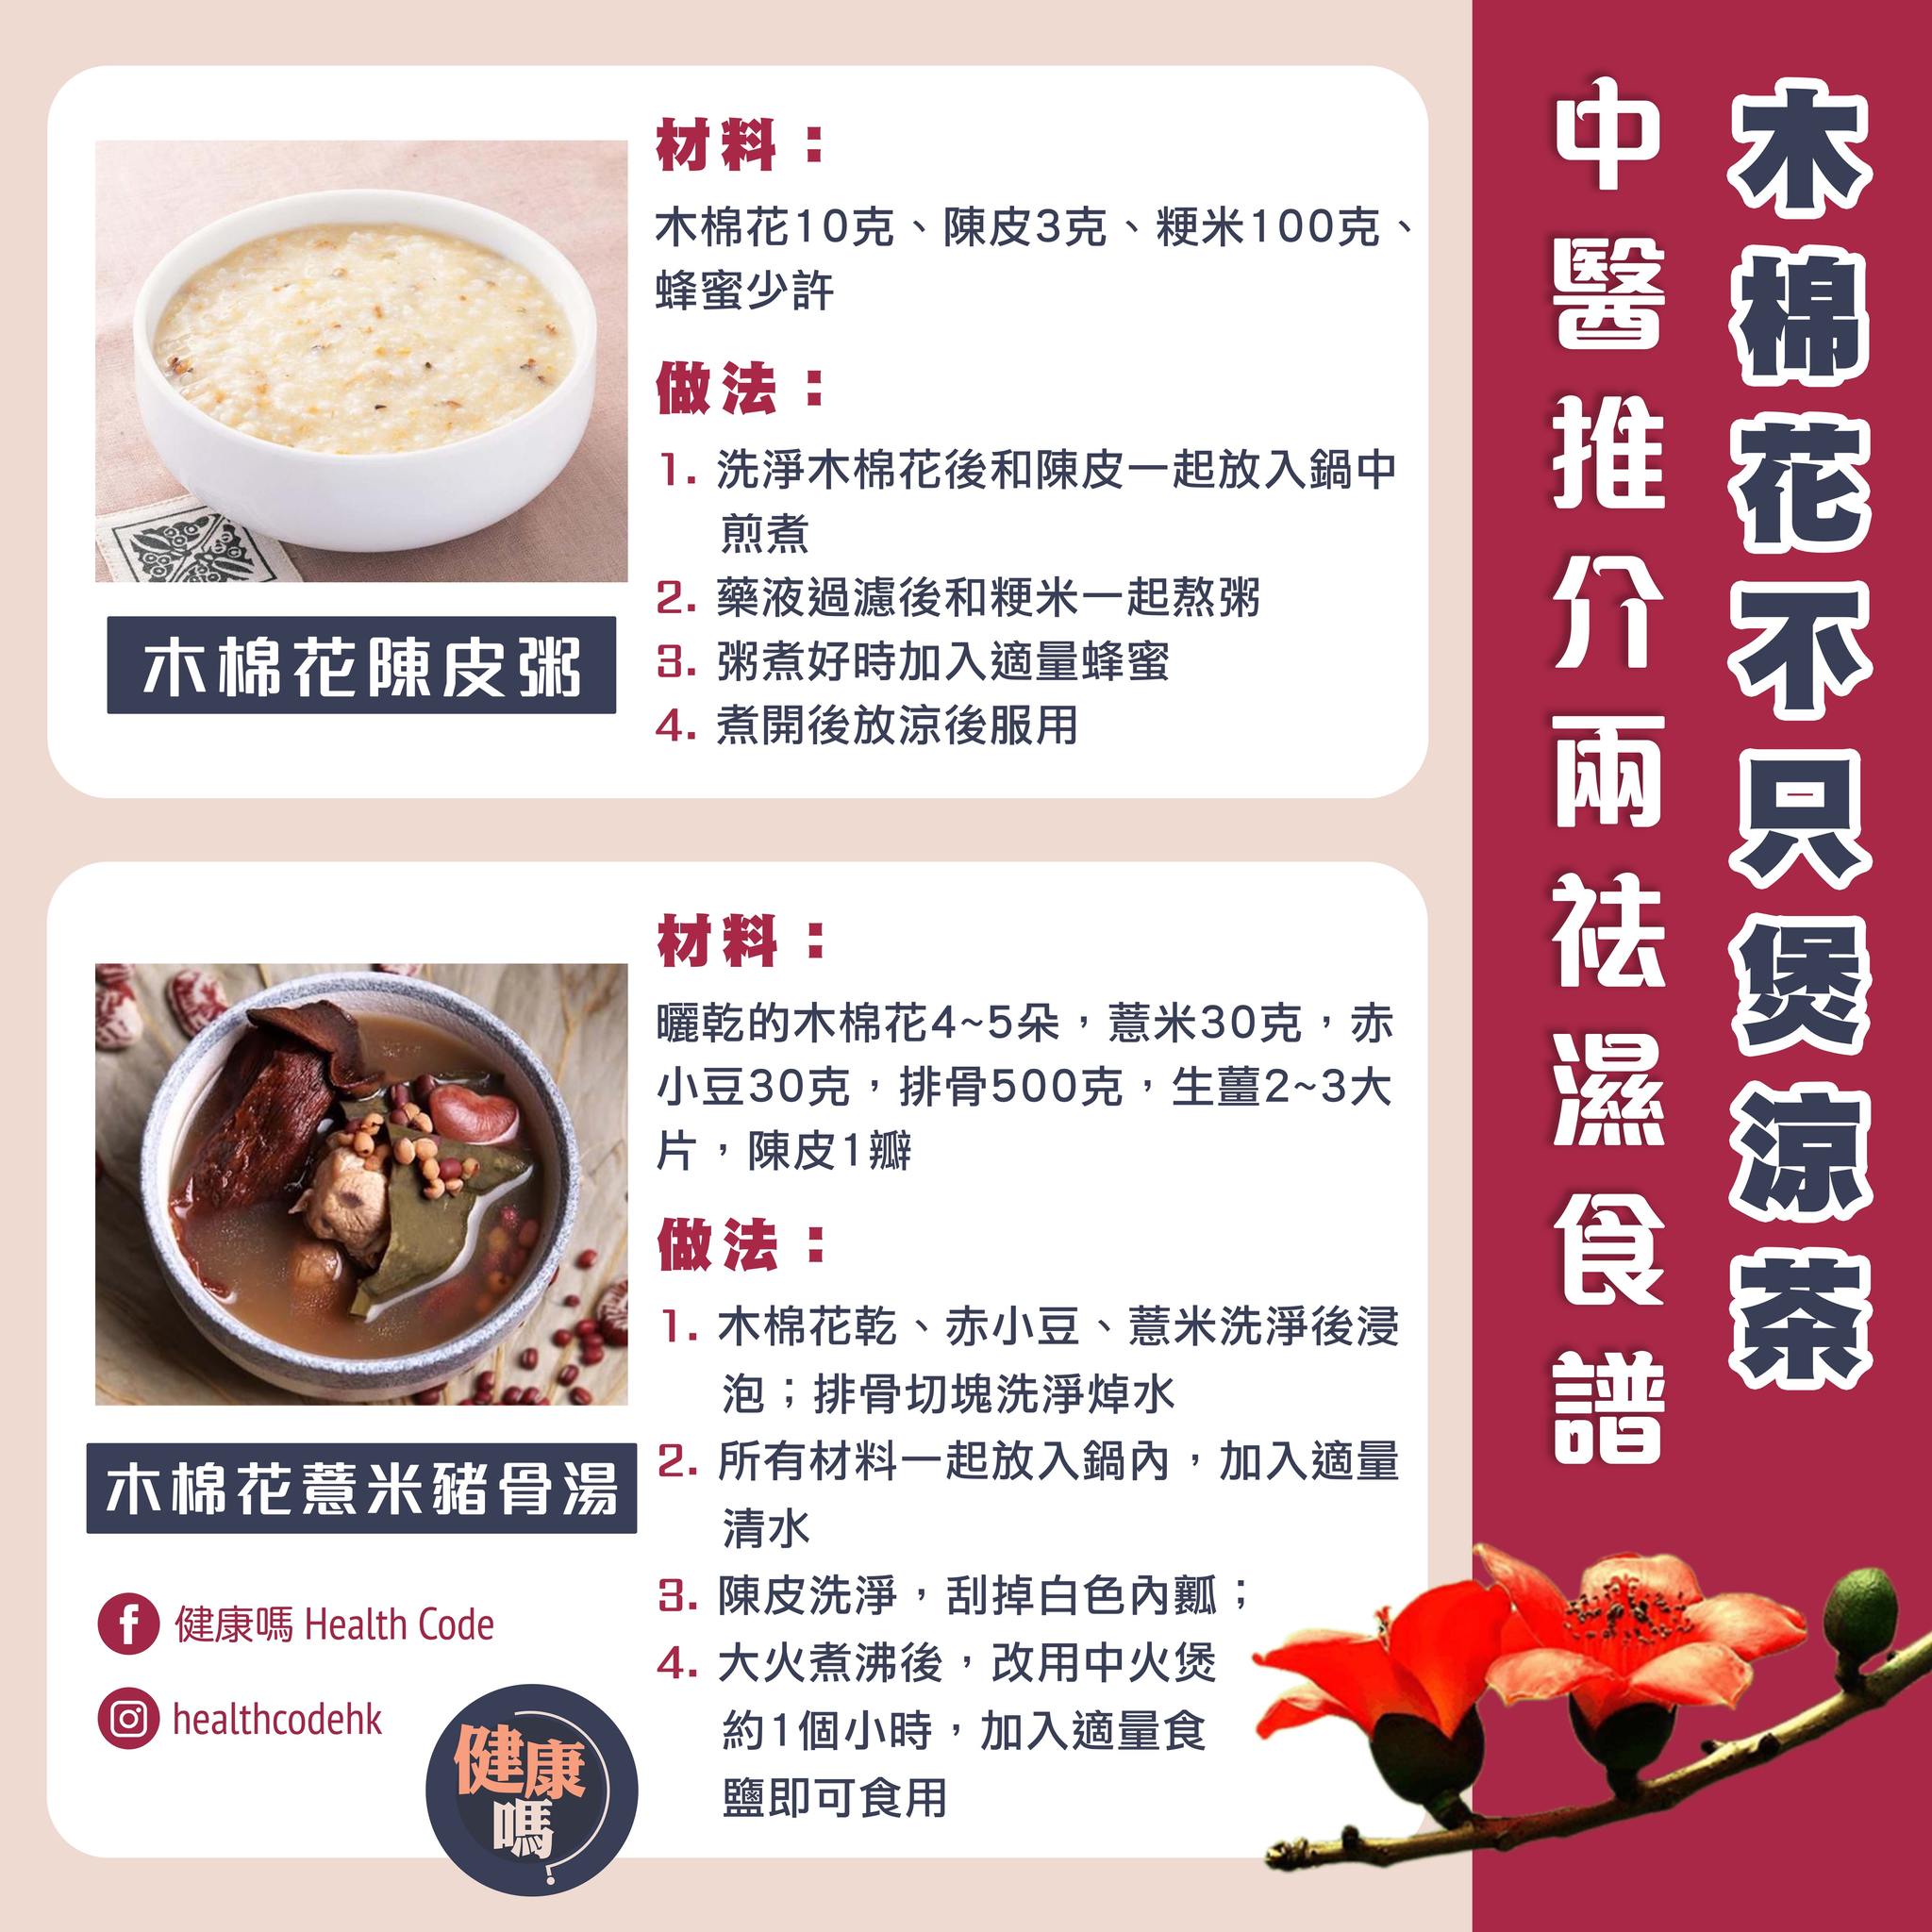 木棉花不只煲涼茶
中醫推介兩祛濕食譜
材料：
木棉花10克、陳皮3克、粳米100克、
蜂蜜少許
做法：
1. 洗淨木棉花後和陳皮一起放入鍋中
煎煮
2. 藥液過濾後和粳米一起熬粥
3. 粥煮好時加入適量蜂蜜
4. 煮開後放涼後服用
木棉花陳皮粥
材料：
曬乾的木棉花4~5朵，薏米30克，赤
小豆30克，排骨500克，生薑2~3大
片，陳皮1瓣
做法：
1. 木棉花乾、赤小豆、薏米洗淨後浸
泡；排骨切塊洗淨焯水
2. 所有材料一起放入鍋內，加入適量
清水
3. 陳皮洗淨，刮掉白色內瓤；
4. 大火煮沸後，改用中火煲
約1個小時，加入適量食
鹽即可食用
木棉花薏米豬骨湯
健康嗎 Health Code
healthcodehk
健康
嗎?